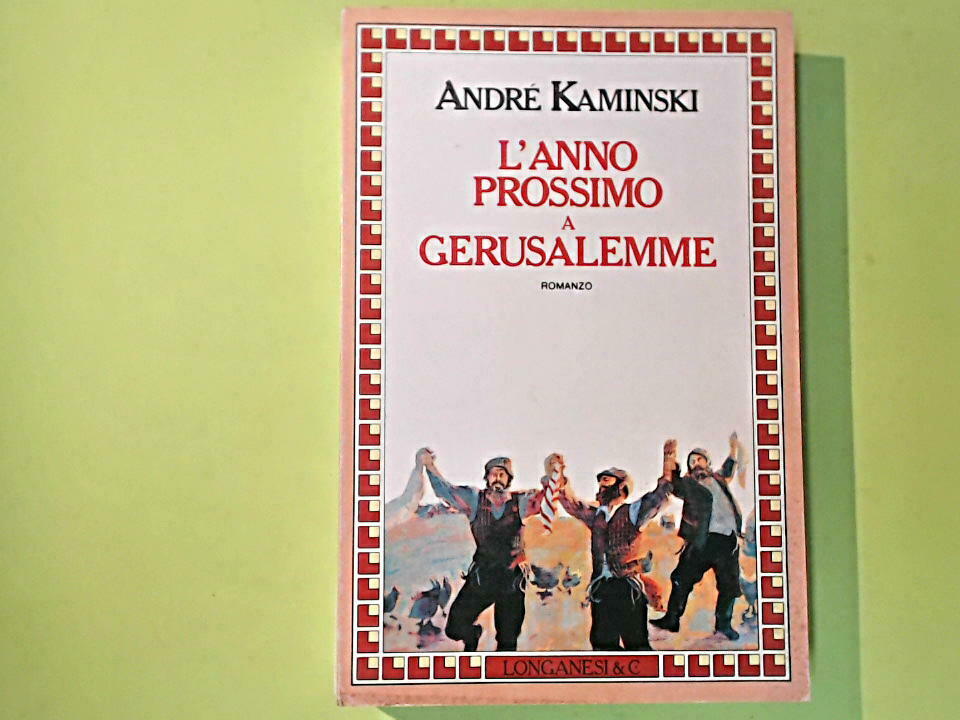 ANDRÉ KAMINSKI
L'ANNO
PROSSIMO
A
GERUSALEMME
ROMANZO
LONGANESI & C.